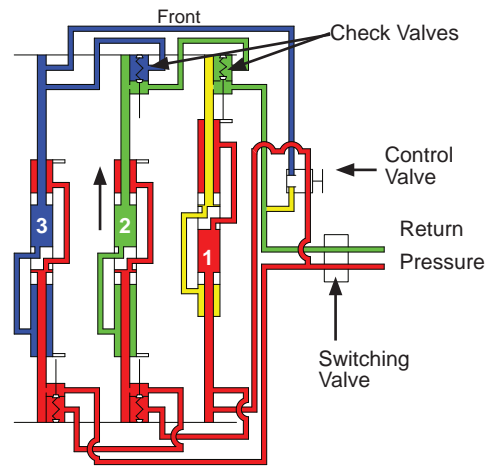 Front
Check Valves
Control
Valve
3
2
1
Return
Pressure
Switching
Valve